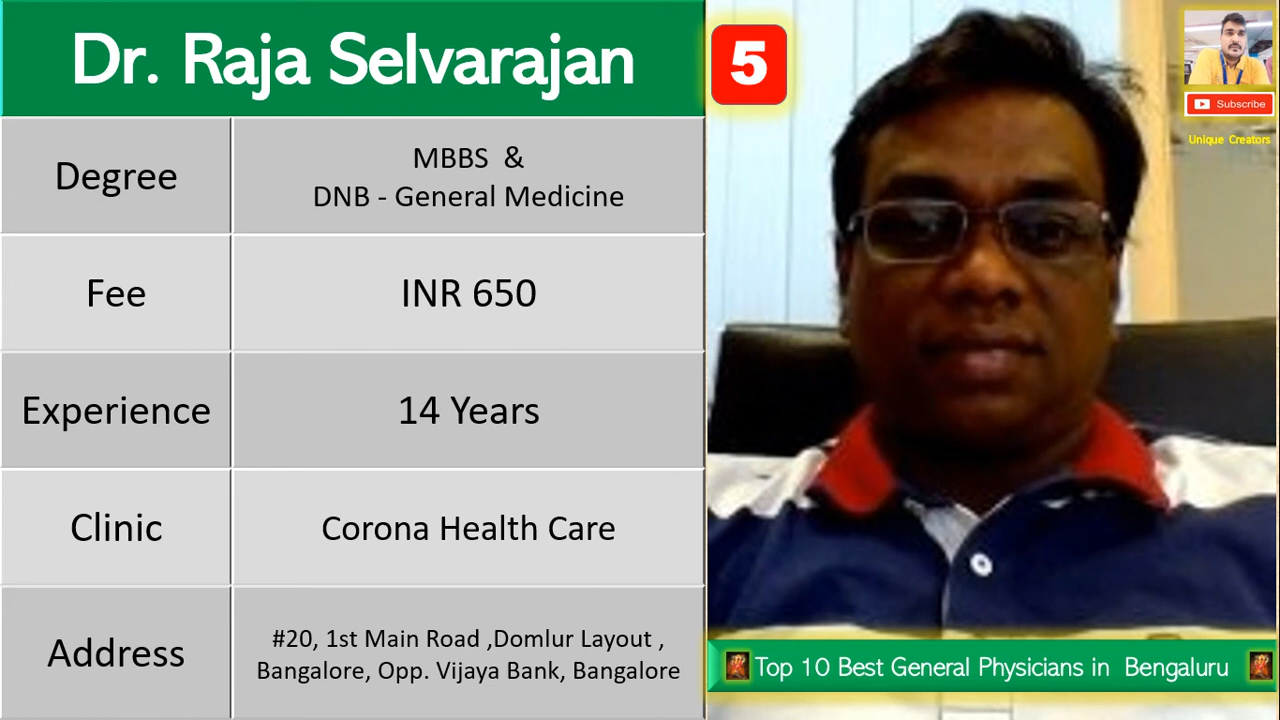 Dr. Raja Selvarajan
5
Subscribe
Unique Creators
Degree
MBBS &
DNB - General Medicine
Fee
INR 650
Experience
14 Years
Clinic
Corona Health Care
Address
#20, 1st Main Road ,Domlur Layout ,
Bangalore, Opp. Vijaya Bank, Bangalore
Top 10 Best General Physicians in Bengaluru